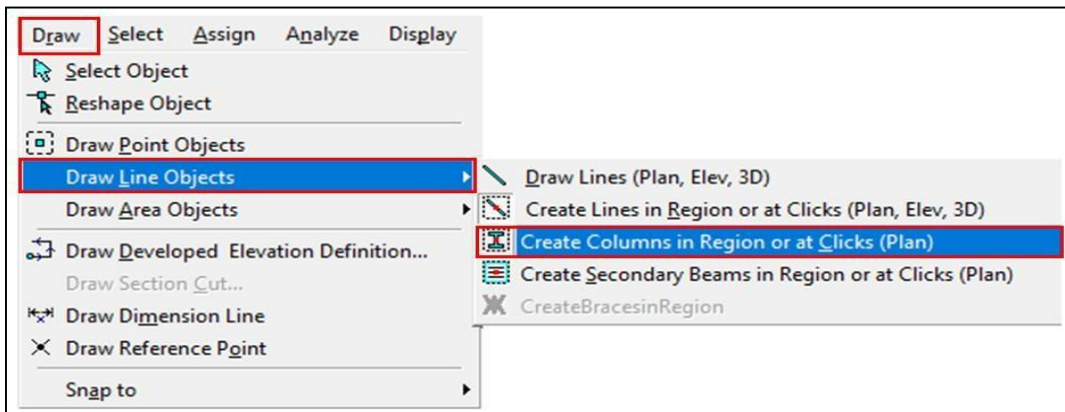 Draw Select Assign Analyze Display
Select Object
Reshape Object
Draw Point Objects
Draw Line Objects
Draw Area Objects
Draw Developed Elevation Definition...
Draw Section Cut...
Draw Dimension Line
Draw Reference Point
Snap to
Draw Lines (Plan, Elev, 3D)
Create Lines in Region or at Clicks (Plan, Elev, 3D)
Create Columns in Region or at Clicks (Plan)
Create Secondary Beams in Region or at Clicks (Plan)
CreateBracesinRegion